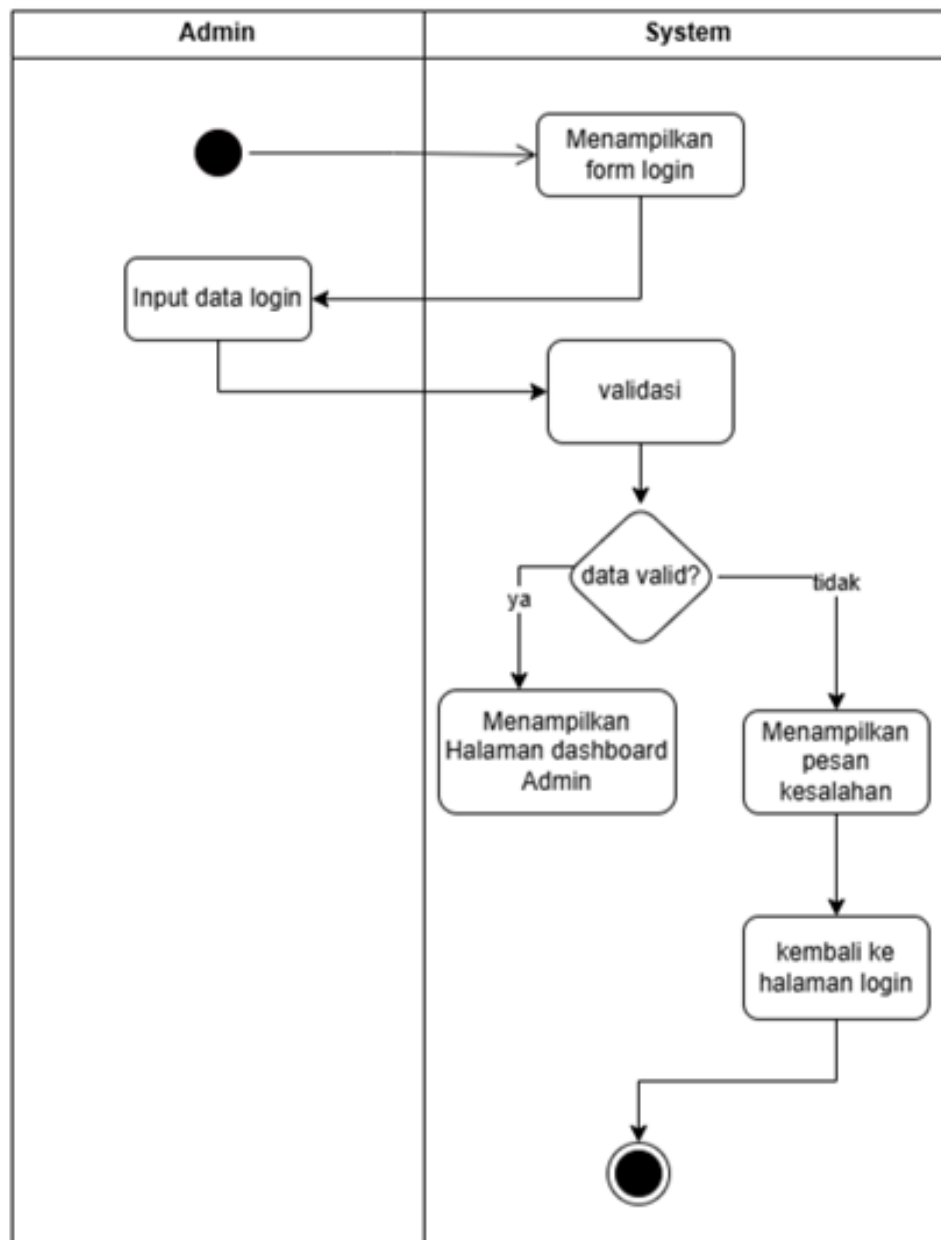 Admin
System
Menampilkan
form login
Input data login
validasi
data valid?
ya
tidak
Menampilkan
Halaman dashboard
Admin
Menampilkan
pesan
kesalahan
kembali ke
halaman login